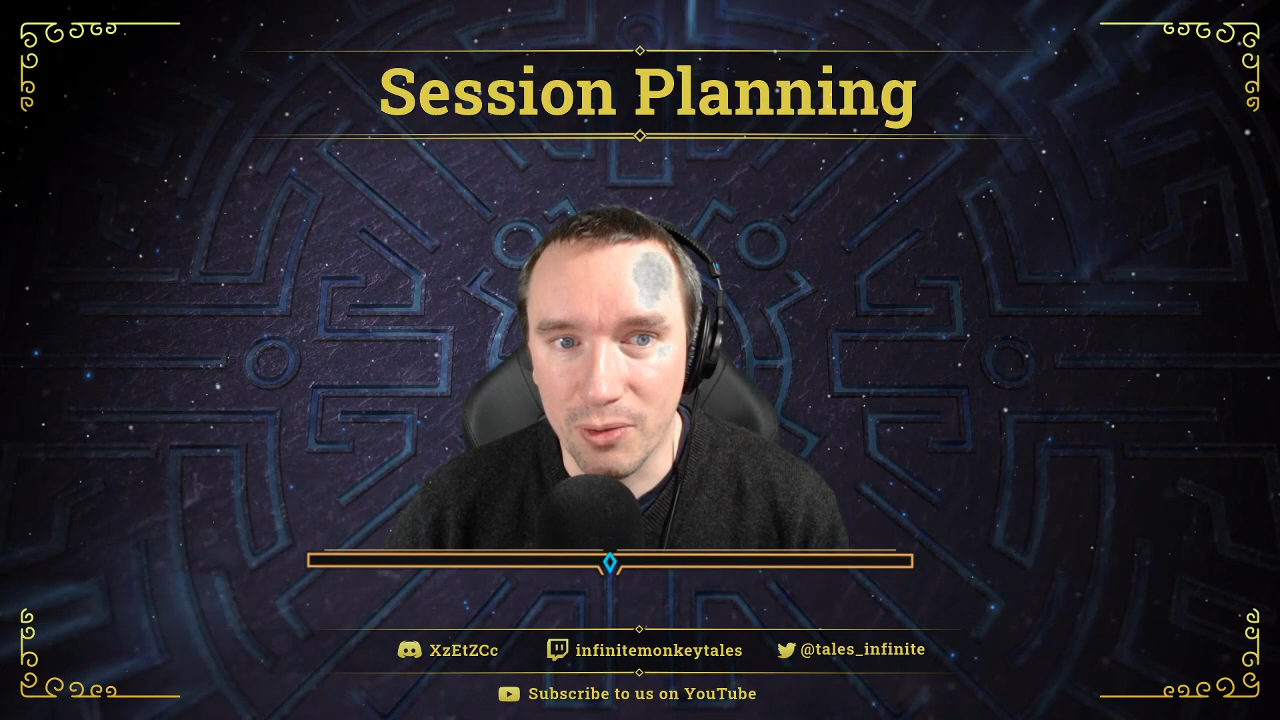 Session Planning
XzEtZCc
infinitemonkeytales
@tales_infinite
Subscribe to us on YouTube